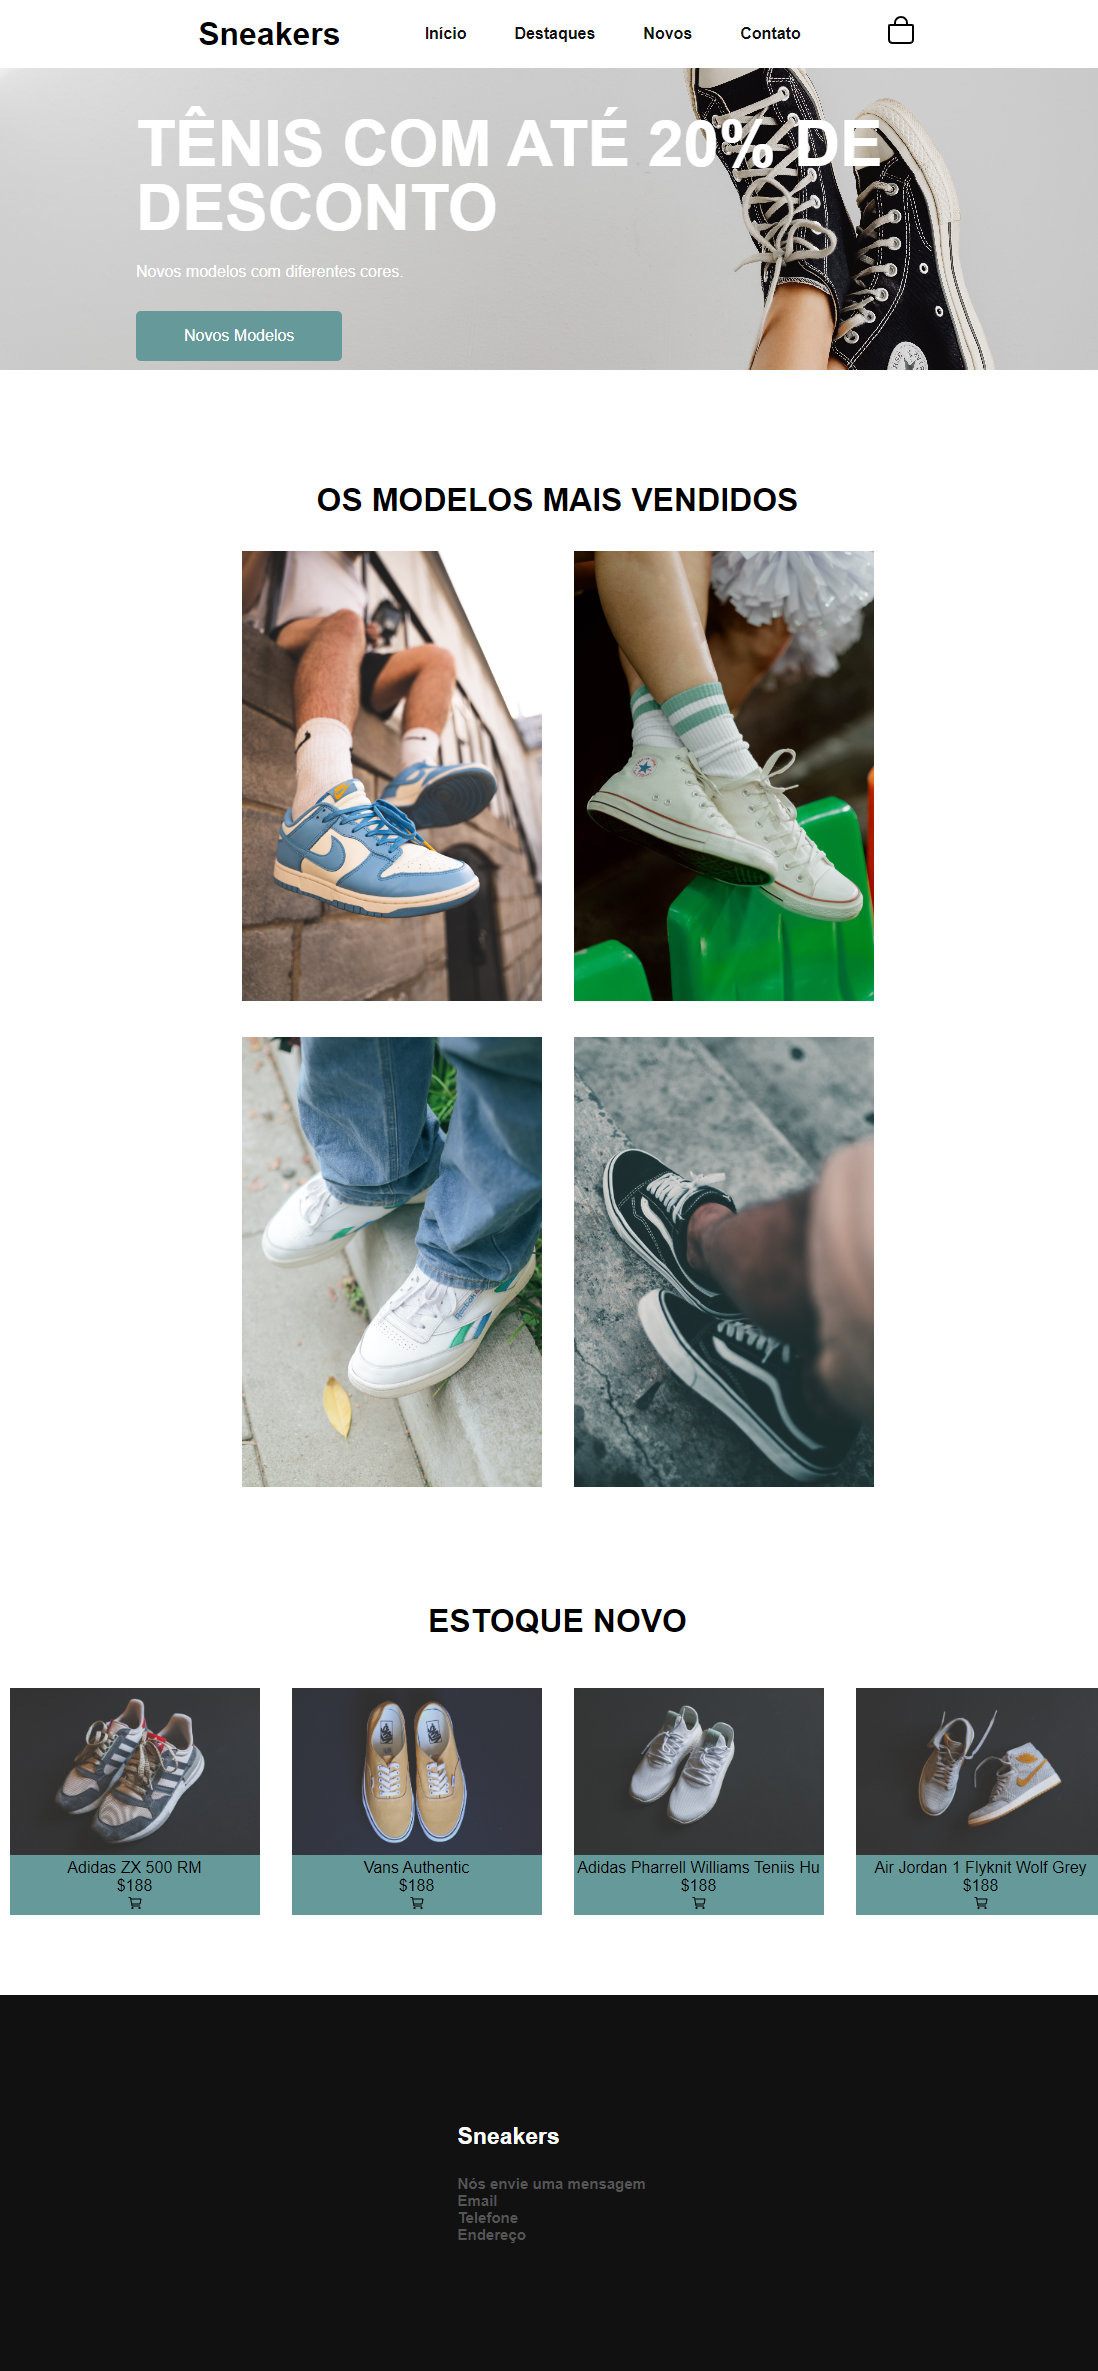 Sneakers
Início
Destaques
Novos
Contato
TÊNIS COM ATÉ 20% DE
DESCONTO
Novos modelos com diferentes cores.
Novos Modelos
OS MODELOS MAIS VENDIDOS
ESTOQUE NOVO
Adidas ZX 500 RM
$188
Vans Authentic
$188
Adidas Pharrell Williams Teniis Hu
$188
Air Jordan 1 Flyknit Wolf Grey
$188
Sneakers
Nós envie uma mensagem
Email
Telefone
Endereço